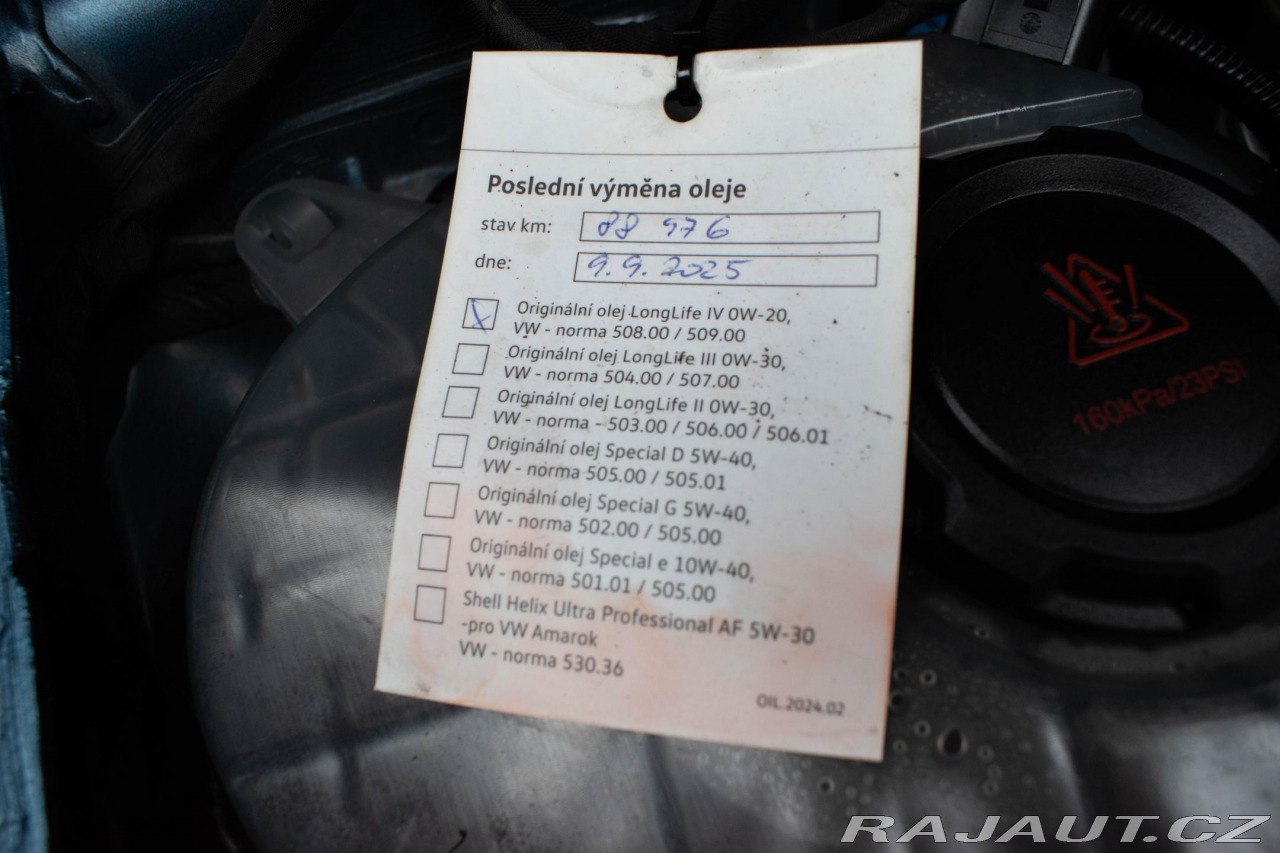 Poslední výměna oleje
stav km: 88 976
dne: 9.9.2025
X Originální olej LongLife IV 0W-20,
VW - norma 508.00 / 509.00
Originální olej LongLife III 0W-30,
VW - norma 504.00 / 507.00
Originální olej LongLife II 0W-30,
VW - norma - 503.00 / 506.00 / 506.01
Originální olej Special D 5W-40,
VW - norma 505.00 / 505.01
Originální olej Special G 5W-40,
VW - norma 502.00 / 505.00
Originální olej Special e 10W-40,
VW - norma 501.01 / 505.00
Shell Helix Ultra Professional AF 5W-30
-pro VW Amarok
VW - norma 530.36
OIL.2024.02
160kPa/23PSI
RAJAUT.CZ